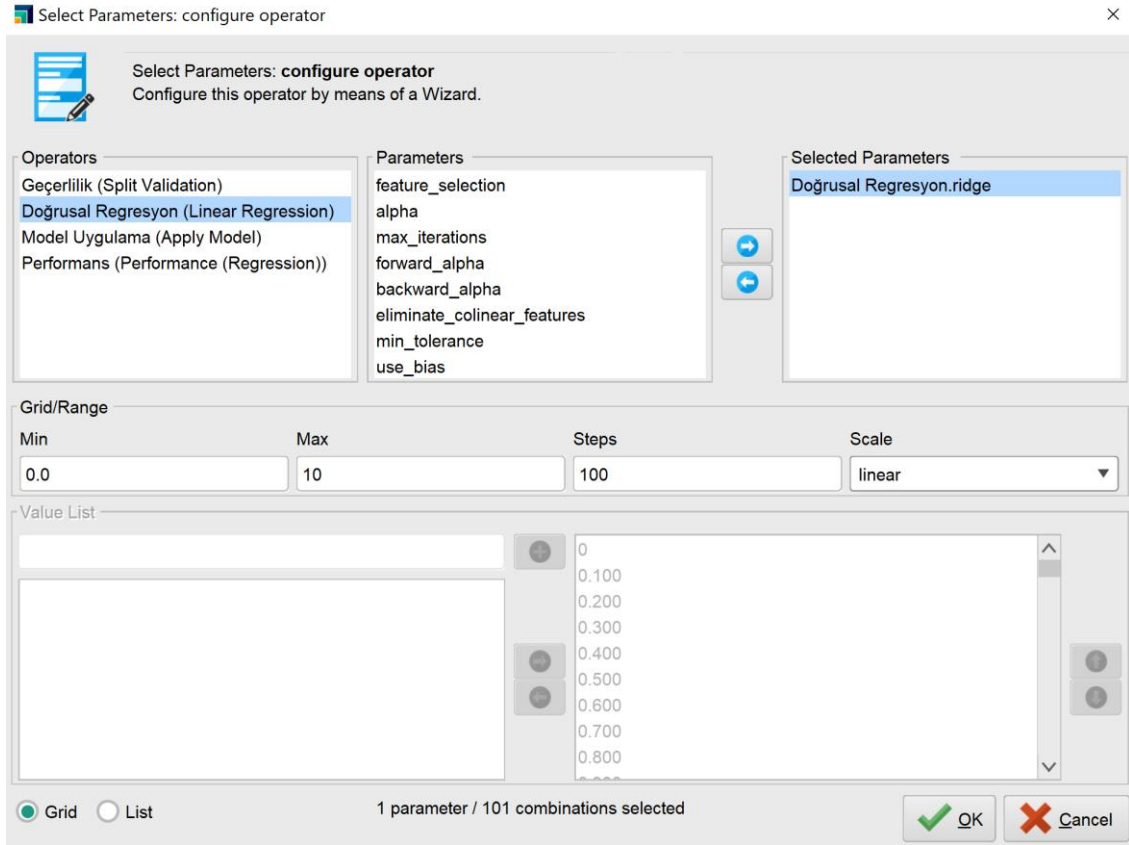 Select Parameters: configure operator
Select Parameters: configure operator
Configure this operator by means of a Wizard.
Operators
Geçerlilik (Split Validation)
Doğrusal Regresyon (Linear Regression)
Model Uygulama (Apply Model)
Performans (Performance (Regression))
Parameters
feature_selection
alpha
max_iterations
forward_alpha
backward_alpha
eliminate_colinear_features
min_tolerance
use_bias
Selected Parameters
Doğrusal Regresyon.ridge
Grid/Range
Min
Max
Steps
Scale
0.0
10
100
linear
Value List
0
0.100
0.200
0.300
0.400
0.500
0.600
0.700
0.800
Grid
List
1 parameter / 101 combinations selected
OK
Cancel